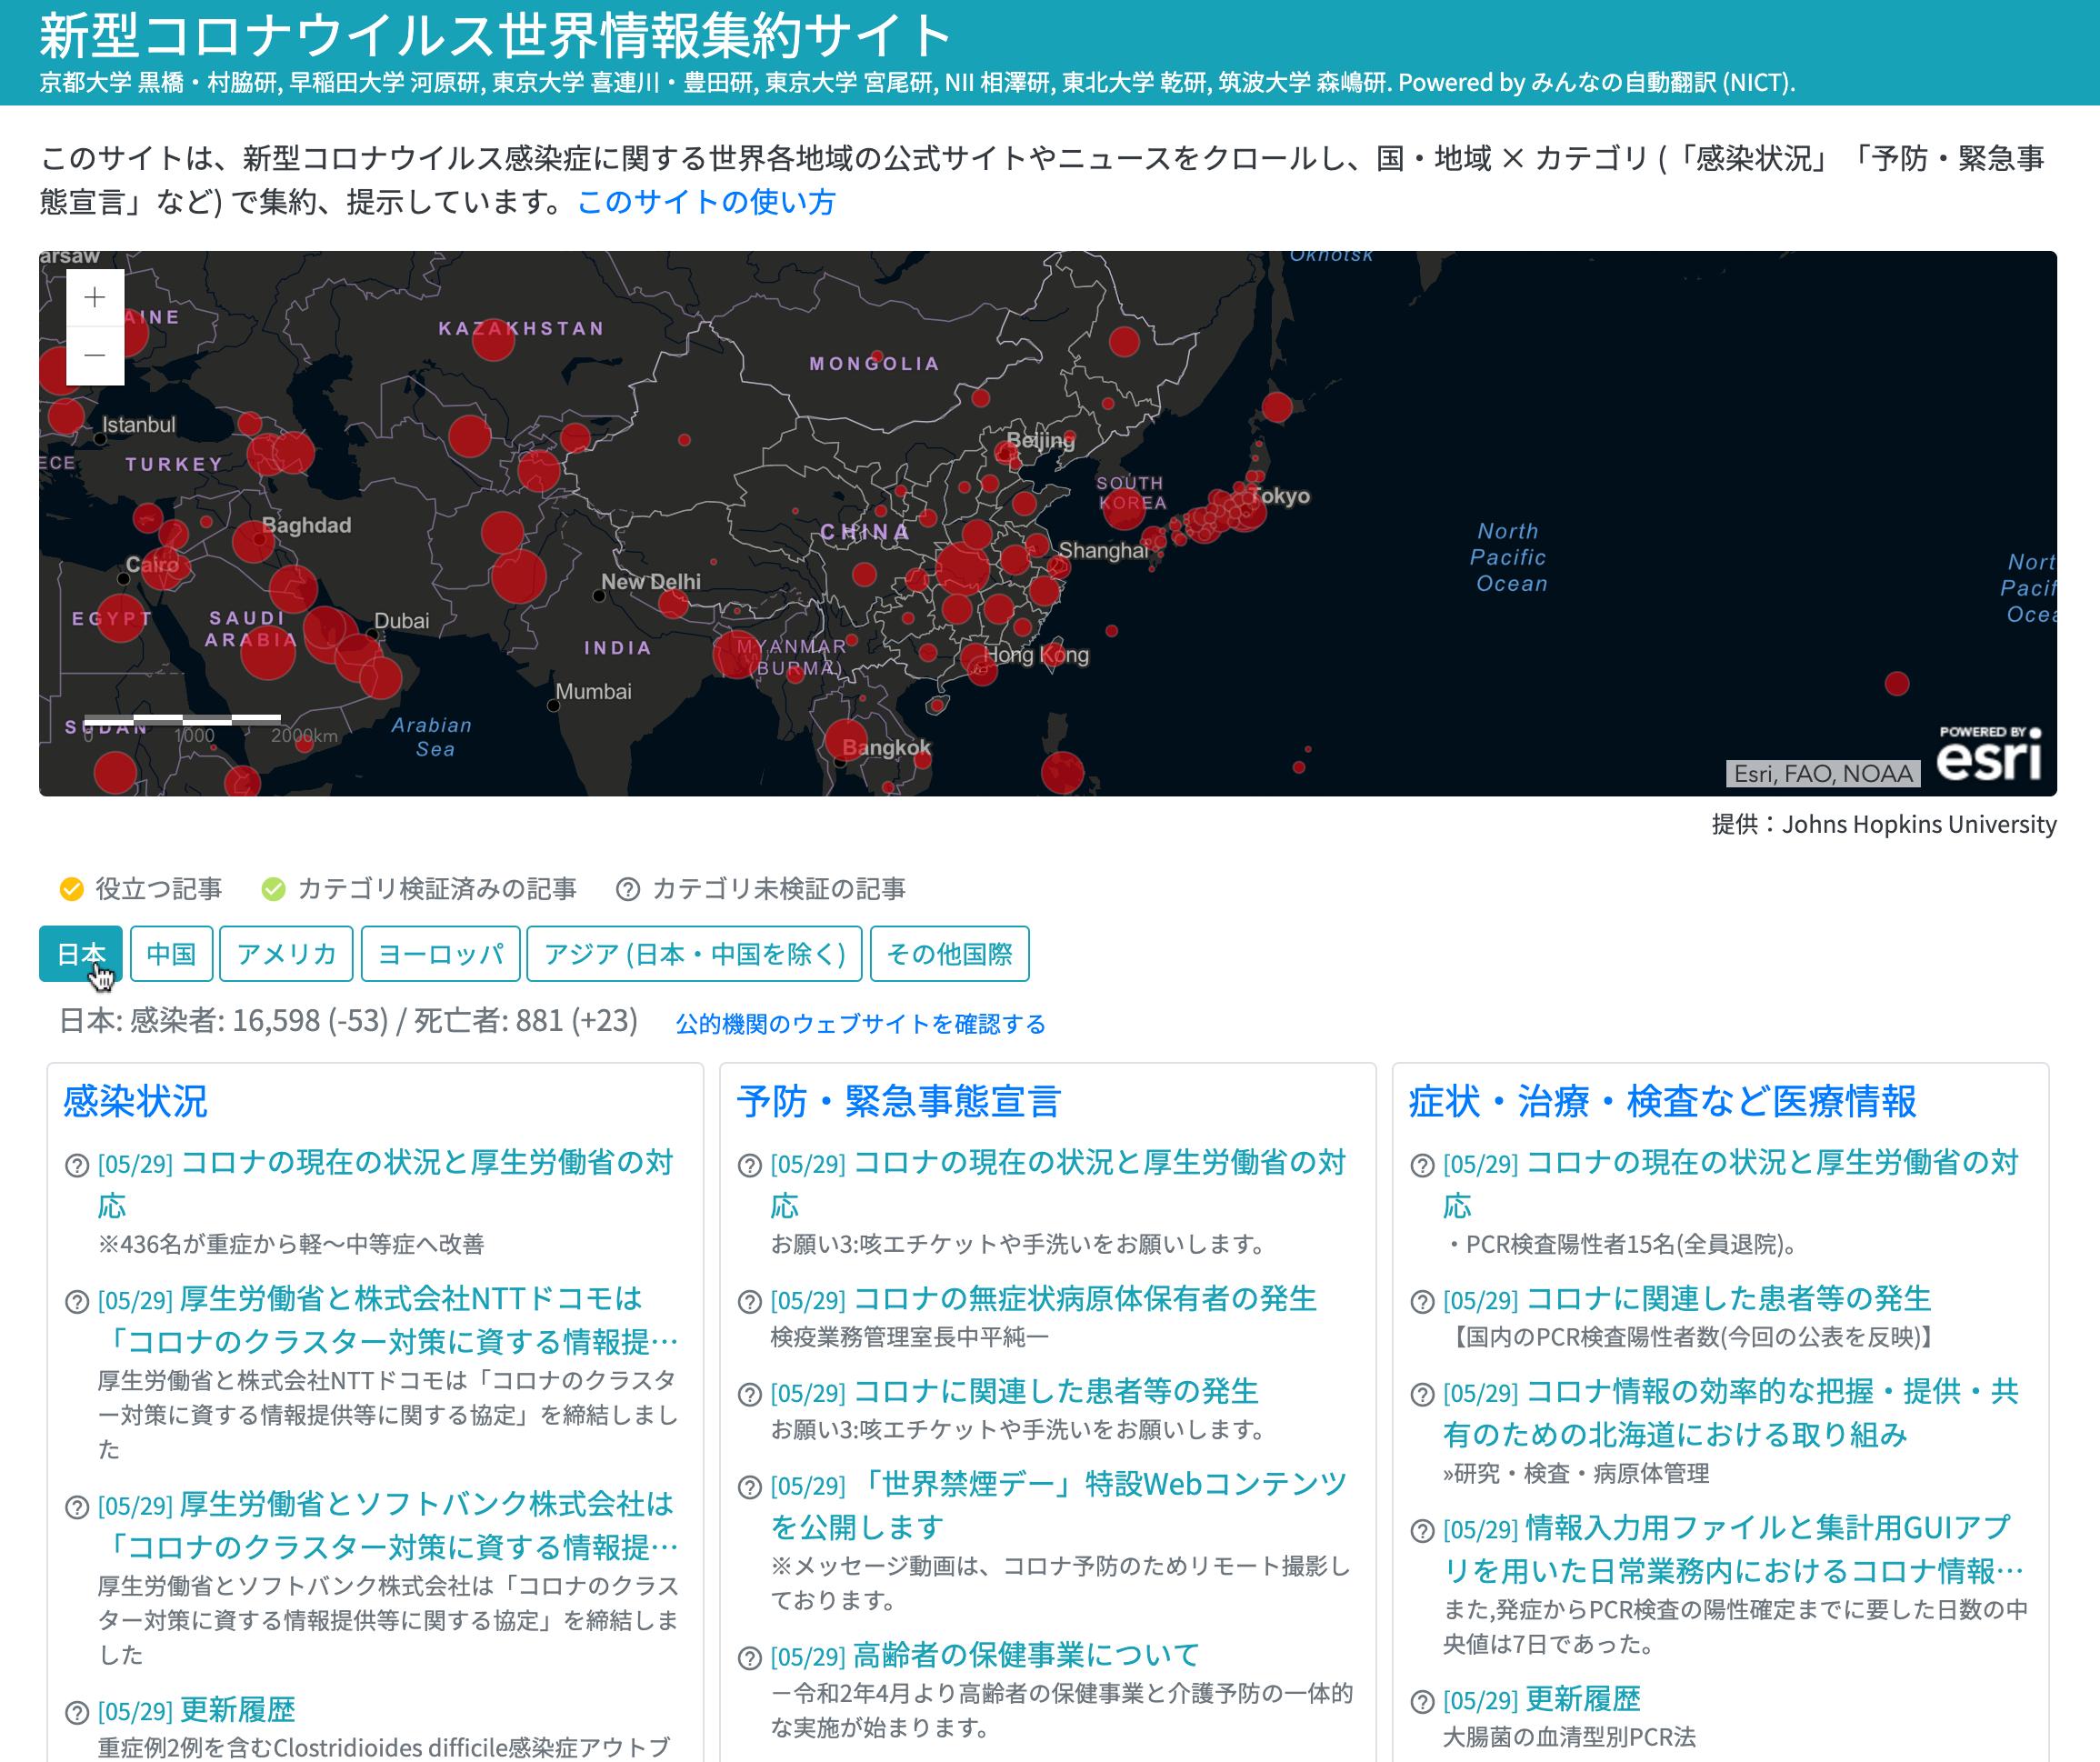 新型コロナウイルス世界情報集約サイト
京都大学 黒橋・村脇研, 早稲田大学 河原研, 東京大学 喜連川・豊田研, 東京大学 宮尾研, NII 相澤研, 東北大学 乾研, 筑波大学 森嶋研. Powered by みんなの自動翻訳 (NICT).
このサイトは、新型コロナウイルス感染症に関する世界各地域の公式サイトやニュースをクロールし、国・地域 × カテゴリ (「感染状況」「予防・緊急事
態宣言」など) で集約、提示しています。このサイトの使い方
arsaw
Okhotsk
AINE
KAZAKHSTAN
MONGOLIA
Istanbul
ECE
TURKEY
Beijing
SOUTH
KOREA
Tokyo
Baghdad
CHINA
Shanghai
North
Pacific
Ocean
Cairo
New Delhi
Nort
Pacif
Ocea
EGYPT
SAUDI
ARABIA
Dubai
INDIA
MYANMAR
(BURMA)
Hong Kong
Mumbai
SUDAN
Arabian
Sea
0 1000 2000km
Bangkok
POWERED BY
esri
Esri, FAO, NOAA
提供：Johns Hopkins University
役立つ記事 カテゴリ検証済みの記事 カテゴリ未検証の記事
日本 中国 アメリカ ヨーロッパ アジア (日本・中国を除く) その他国際
日本: 感染者: 16,598 (-53) / 死亡者: 881 (+23) 公的機関のウェブサイトを確認する
感染状況
[05/29] コロナの現在の状況と厚生労働省の対
応
※436名が重症から軽〜中等症へ改善
[05/29] 厚生労働省と株式会社NTTドコモは
「コロナのクラスター対策に資する情報提…
厚生労働省と株式会社NTTドコモは「コロナのクラスタ
ー対策に資する情報提供等に関する協定」を締結しまし
た
[05/29] 厚生労働省とソフトバンク株式会社は
「コロナのクラスター対策に資する情報提…
厚生労働省とソフトバンク株式会社は「コロナのクラス
ター対策に資する情報提供等に関する協定」を締結しま
した
[05/29] 更新履歴
重症例2例を含むClostridioides difficile感染症アウトブ
予防・緊急事態宣言
[05/29] コロナの現在の状況と厚生労働省の対
応
お願い3:咳エチケットや手洗いをお願いします。
[05/29] コロナの無症状病原体保有者の発生
検疫業務管理室長中平純一
[05/29] コロナに関連した患者等の発生
お願い3:咳エチケットや手洗いをお願いします。
[05/29] 「世界禁煙デー」特設Webコンテンツ
を公開します
※メッセージ動画は、コロナ予防のためリモート撮影し
ております。
[05/29] 高齢者の保健事業について
－令和2年4月より高齢者の保健事業と介護予防の一体的
な実施が始まります。
症状・治療・検査など医療情報
[05/29] コロナの現在の状況と厚生労働省の対
応
・PCR検査陽性者15名(全員退院)。
[05/29] コロナに関連した患者等の発生
【国内のPCR検査陽性者数(今回の公表を反映)】
[05/29] コロナ情報の効率的な把握・提供・共
有のための北海道における取り組み
»研究・検査・病原体管理
[05/29] 情報入力用ファイルと集計用GUIアプ
リを用いた日常業務内におけるコロナ情報…
また,発症からPCR検査の陽性確定までに要した日数の中
央値は7日であった。
[05/29] 更新履歴
大腸菌の血清型別PCR法